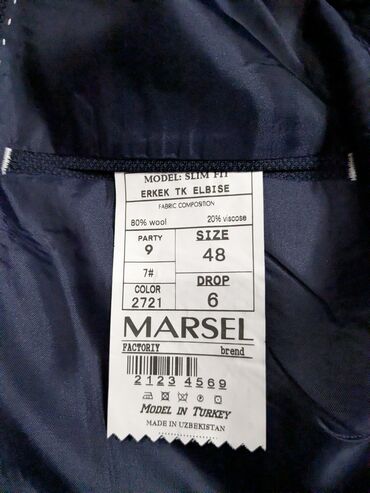 MODEL: SLIM FIT
ERKEK TK ELBISE
FABRIC COMPOSITION
80% wool 20% viscose
PARTY SIZE
9 48
7# DROP
COLOR 6
2721
MARSEL
FACTORIY brend
2123 4569
MODEL IN TURKEY
MADE IN UZBEKISTAN